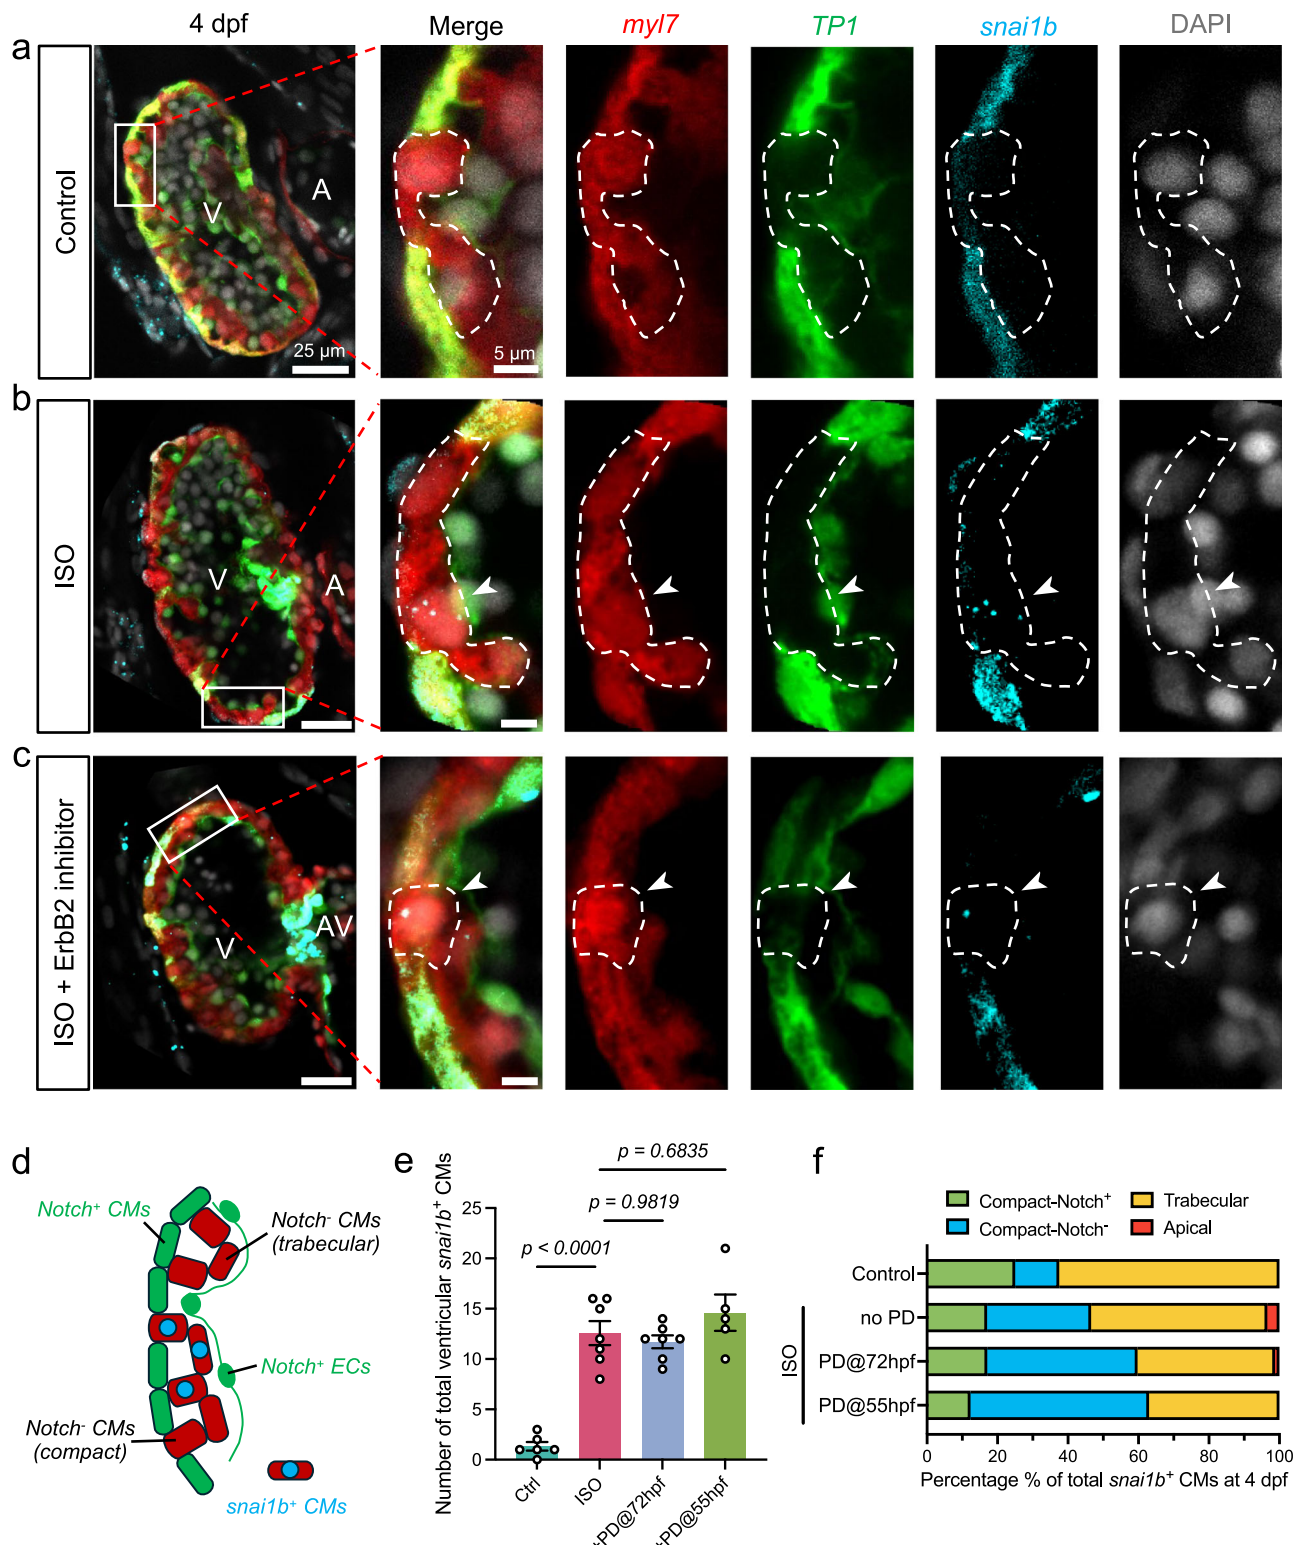 4 dpf
Merge
myl7
TP1
snai1b
DAPI
a
Control
V
A
25 µm
5 µm
b
ISO
V
A
c
ISO + ErbB2 inhibitor
V
AV
d
Notch⁺ CMs
Notch⁻ CMs
(trabecular)
Notch⁺ ECs
Notch⁻ CMs
(compact)
snai1b⁺ CMs
e
Number of total ventricular snai1b⁺ CMs
p = 0.6835
p = 0.9819
p < 0.0001
25
20
15
10
5
0
Ctrl
ISO
+PD@72hpf
+PD@55hpf
f
Compact-Notch⁺
Trabecular
Compact-Notch⁻
Apical
Control
no PD
PD@72hpf
PD@55hpf
ISO
0 20 40 60 80 100
Percentage % of total snai1b⁺ CMs at 4 dpf